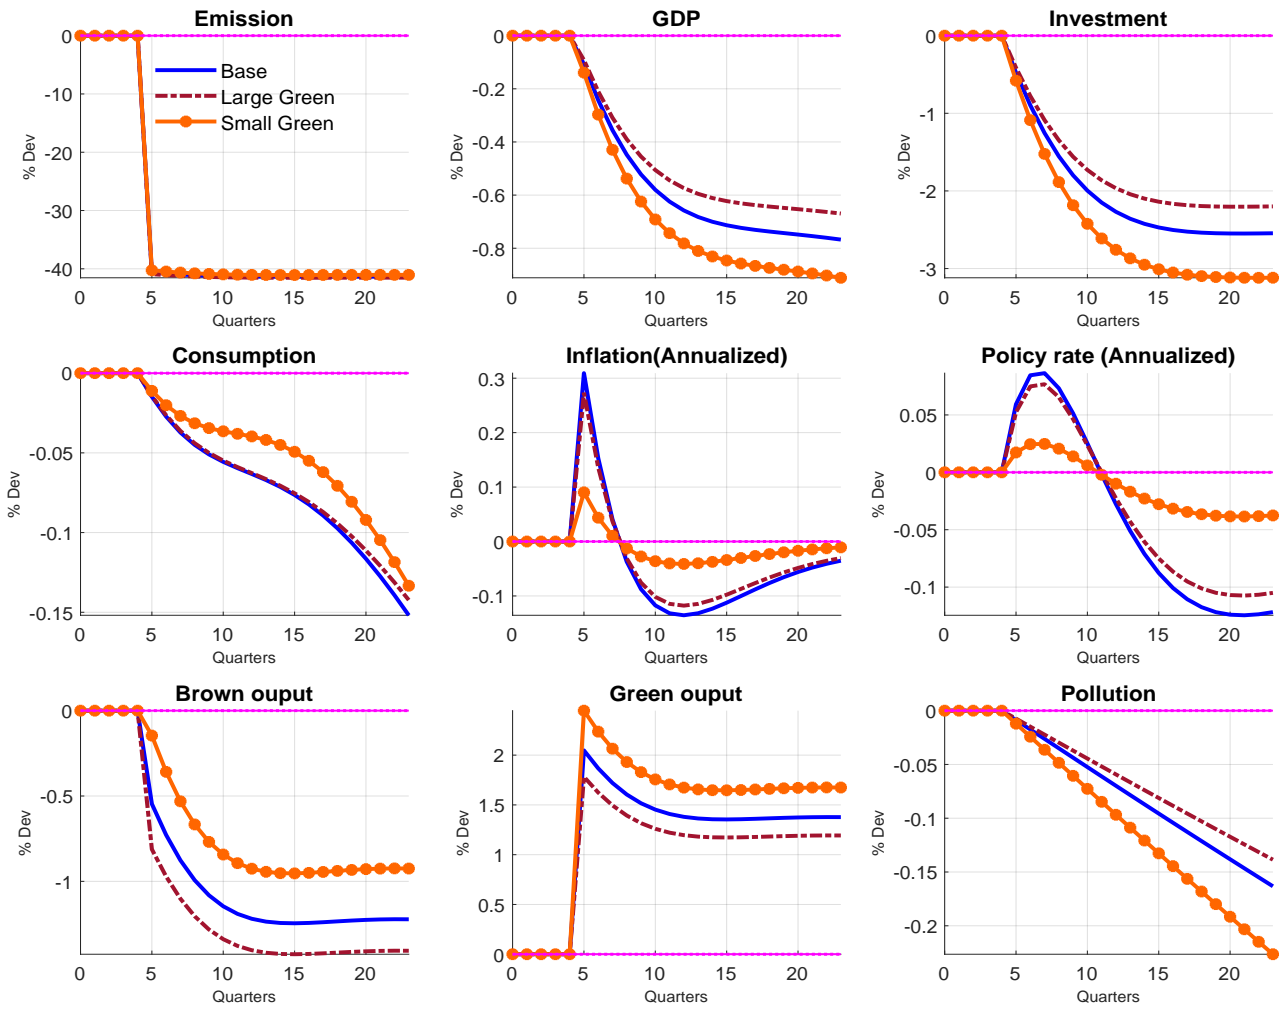 Emission
0
-10
-20
-30
-40
% Dev
Base
Large Green
Small Green
0 5 10 15 20
Quarters
GDP
0
-0.2
-0.4
-0.6
-0.8
% Dev
0 5 10 15 20
Quarters
Investment
0
-1
-2
-3
% Dev
0 5 10 15 20
Quarters
Consumption
0
-0.05
-0.1
-0.15
% Dev
0 5 10 15 20
Quarters
Inflation(Annualized)
0.3
0.2
0.1
0
-0.1
% Dev
0 5 10 15 20
Quarters
Policy rate (Annualized)
0.05
0
-0.05
-0.1
% Dev
0 5 10 15 20
Quarters
Brown ouput
0
-0.5
-1
% Dev
0 5 10 15 20
Quarters
Green ouput
2
1.5
1
0.5
0
% Dev
0 5 10 15 20
Quarters
Pollution
0
-0.05
-0.1
-0.15
-0.2
% Dev
0 5 10 15 20
Quarters